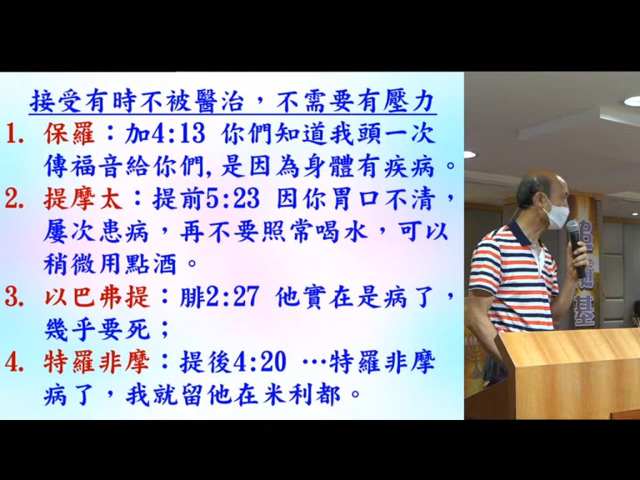 接受有時不被醫治，不需要有壓力
1. 保羅：加4:13 你們知道我頭一次
傳福音給你們, 是因為身體有疾病。
2. 提摩太：提前5:23 因你胃口不清，
屢次患病，再不要照常喝水，可以
稍微用點酒。
3. 以巴弗提：腓2:27 他實在是病了，
幾乎要死；
4. 特羅非摩：提後4:20 …特羅非摩
病了，我就留他在米利都。
基